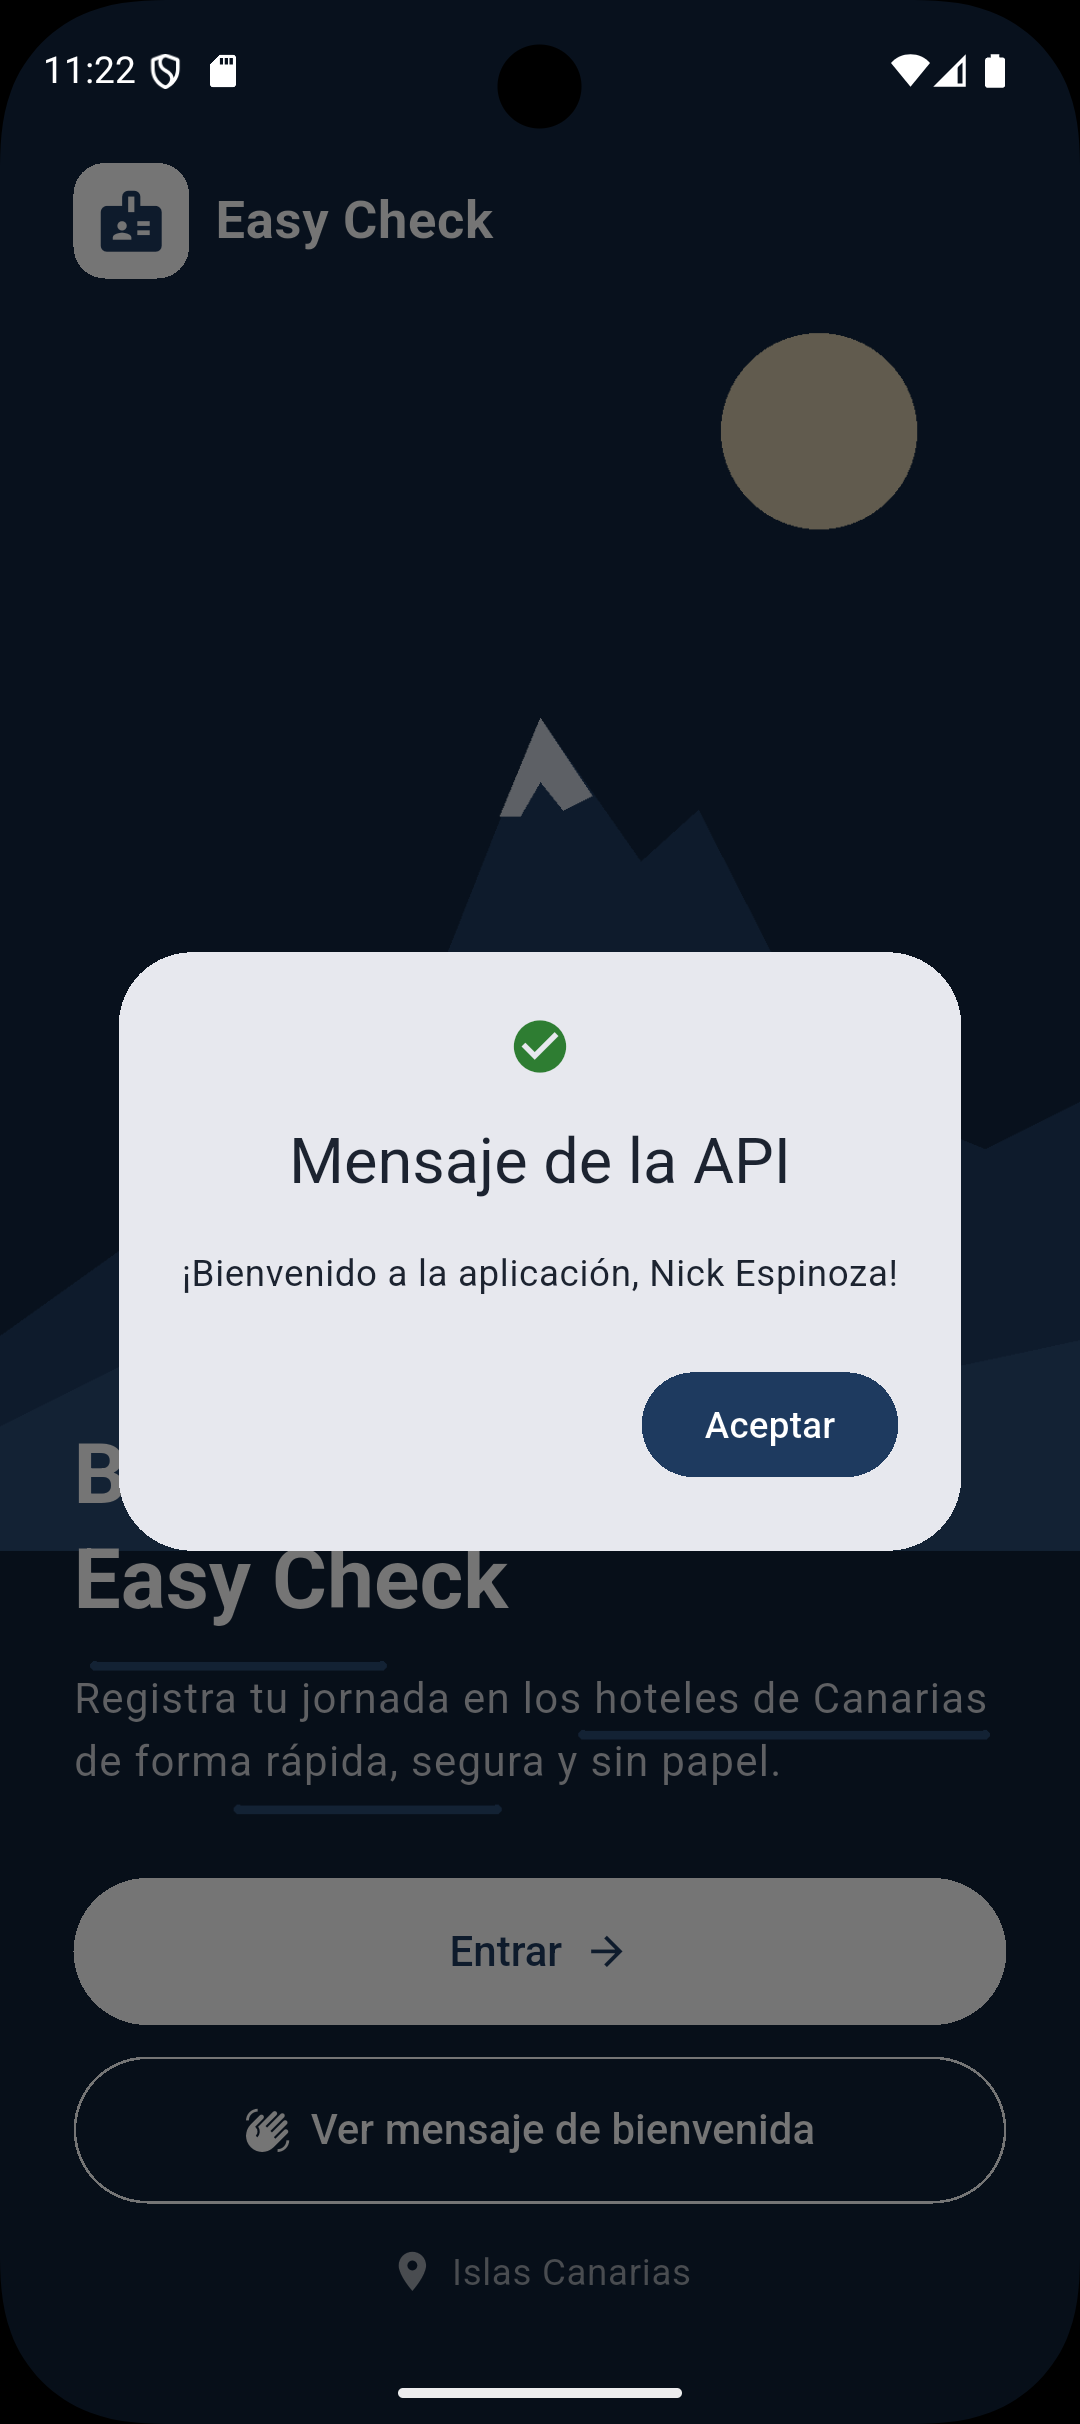 11:22
Easy Check
Mensaje de la API
¡Bienvenido a la aplicación, Nick Espinoza!
Aceptar
B
Easy Check
Registra tu jornada en los hoteles de Canarias
de forma rápida, segura y sin papel.
Entrar
Ver mensaje de bienvenida
Islas Canarias